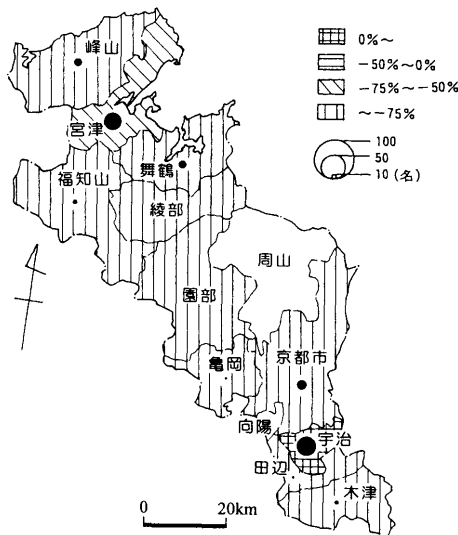 0%～
-50%～0%
-75%～-50%
～-75%
100
50
10(名)
峰山
宮津
舞鶴
福知山
綾部
周山
園部
亀岡
京都市
向陽
宇治
田辺
木津
0 20km